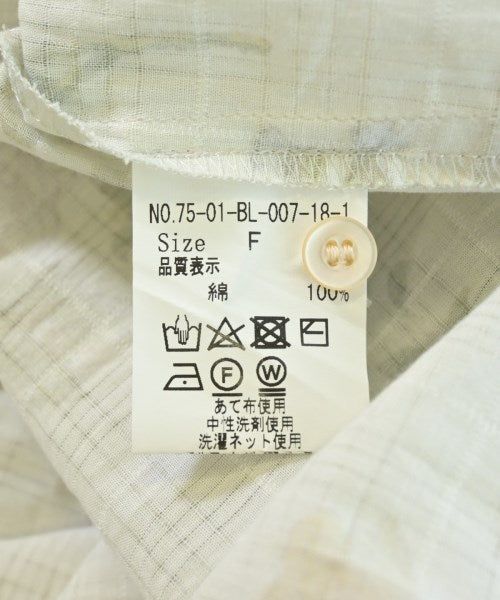 NO.75-01-BL-007-18-1
Size F
品質表示
綿 100%
F W
あて布使用
中性洗剤使用
洗濯ネット使用